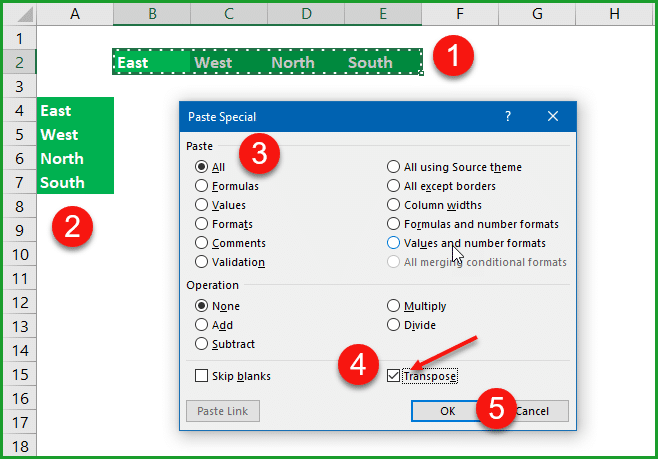 A B C D E F G H
1
2 East West North South 1
3
4 East
5 West
6 North
7 South
8
9 2
10
11
12
13
14
15
16
17
18
Paste Special ? ×
Paste 3
All All using Source theme
Formulas All except borders
Values Column widths
Formats Formulas and number formats
Comments Values and number formats
Validation All merging conditional formats
Operation
None Multiply
Add Divide
Subtract
Skip blanks 4 Transpose
Paste Link OK 5 Cancel